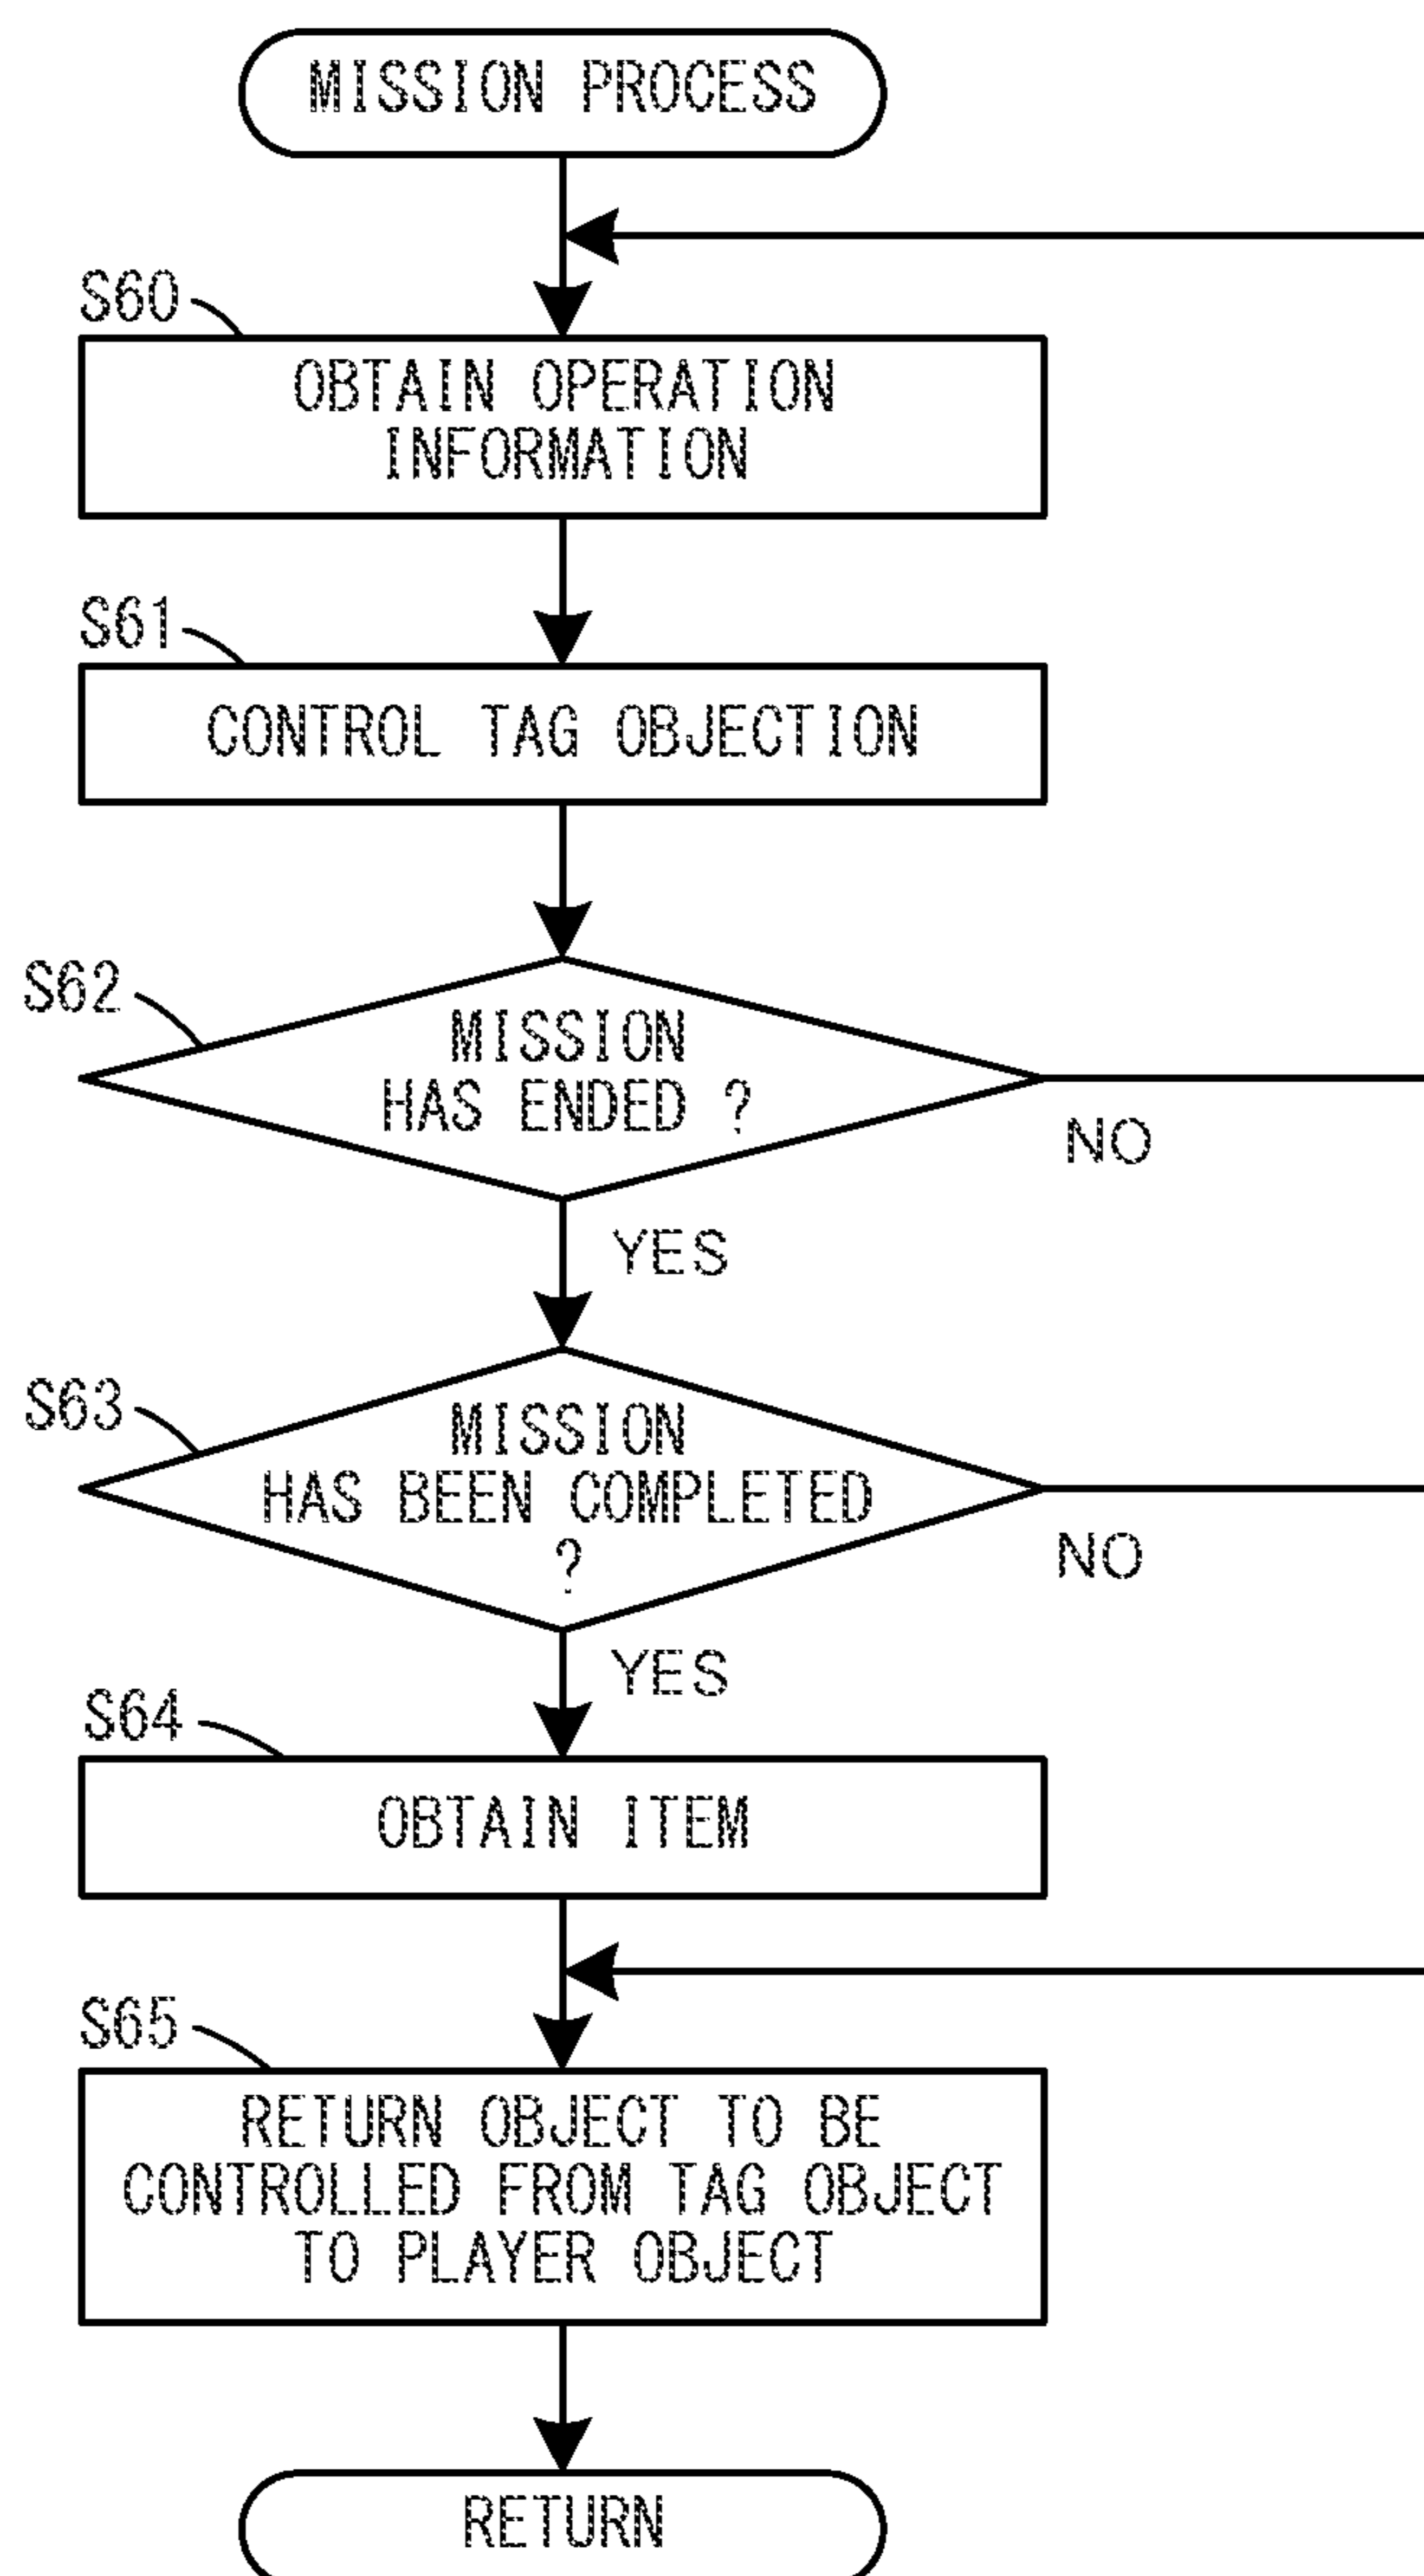 MISSION PROCESS
S60
OBTAIN OPERATION
INFORMATION
S61
CONTROL TAG OBJECTION
S62
MISSION
HAS ENDED ?
NO
YES
S63
MISSION
HAS BEEN COMPLETED
?
NO
YES
S64
OBTAIN ITEM
S65
RETURN OBJECT TO BE
CONTROLLED FROM TAG OBJECT
TO PLAYER OBJECT
RETURN